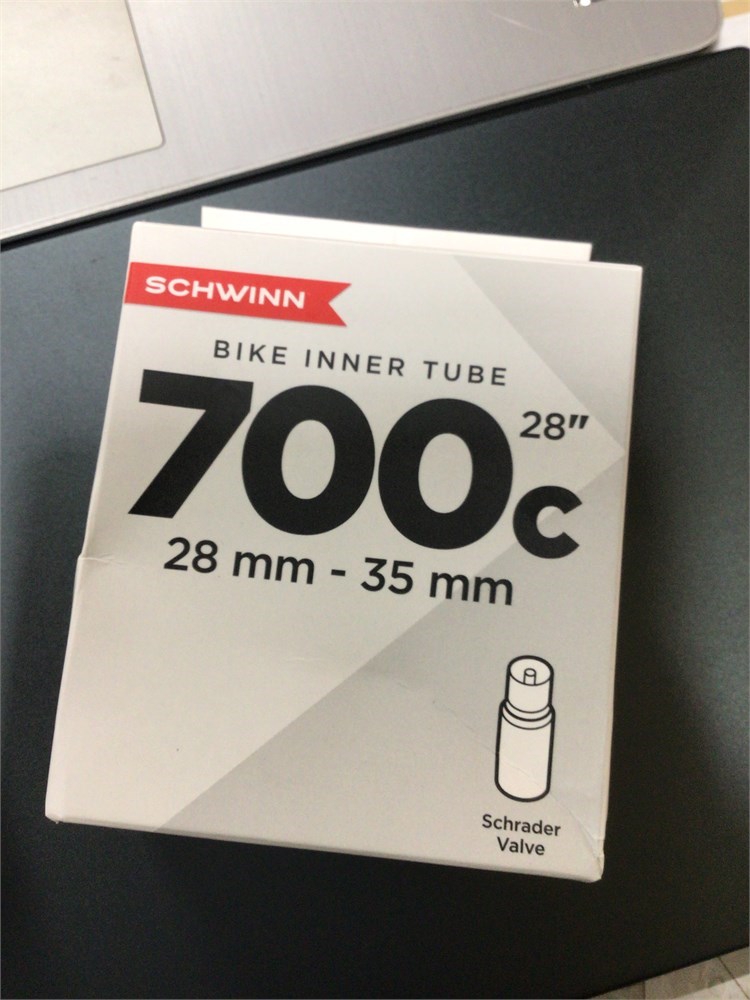 SCHWINN
BIKE INNER TUBE
700c 28"
28 mm - 35 mm
Schrader
Valve